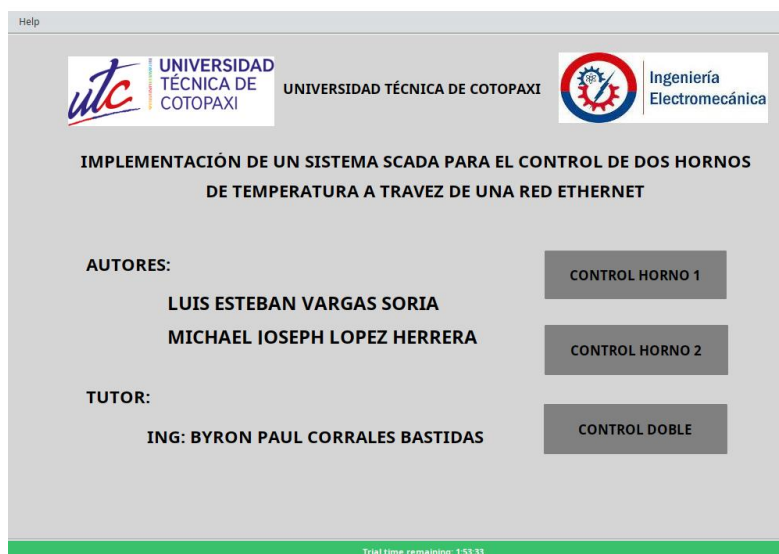 Help
UNIVERSIDAD
TÉCNICA DE
COTOPAXI
utc
UNIVERSIDAD TÉCNICA DE COTOPAXI
Ingeniería
Electromecánica
IMPLEMENTACIÓN DE UN SISTEMA SCADA PARA EL CONTROL DE DOS HORNOS
DE TEMPERATURA A TRAVEZ DE UNA RED ETHERNET
AUTORES:
LUIS ESTEBAN VARGAS SORIA
MICHAEL JOSEPH LOPEZ HERRERA
TUTOR:
ING: BYRON PAUL CORRALES BASTIDAS
CONTROL HORNO 1
CONTROL HORNO 2
CONTROL DOBLE
Trial time remaining: 1:53:33